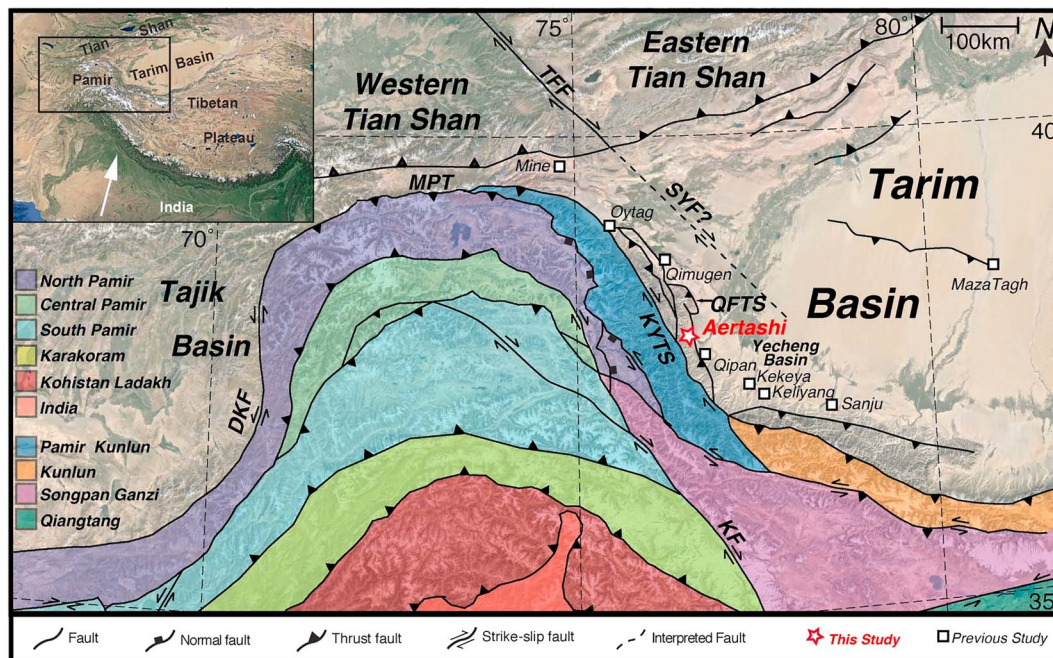 Tian Shan
Tarim Basin
Pamir
Tibetan
Plateau
India
75°
80°
100km
N
Eastern
Tian Shan
Western
Tian Shan
TFF
40
Mine
MPT
Tarim
SYF?
Oytag
70°
Qimugen
MazaTagh
Basin
QFTS
Aertashi
KYTS
Yecheng
Basin
Qipan
Kekeya
Keliyang
Sanju
Tajik
Basin
DKF
KF
35
North Pamir
Central Pamir
South Pamir
Karakoram
Kohistan Ladakh
India
Pamir Kunlun
Kunlun
Songpan Ganzi
Qiangtang
Fault
Normal fault
Thrust fault
Strike-slip fault
Interpreted Fault
This Study
Previous Study